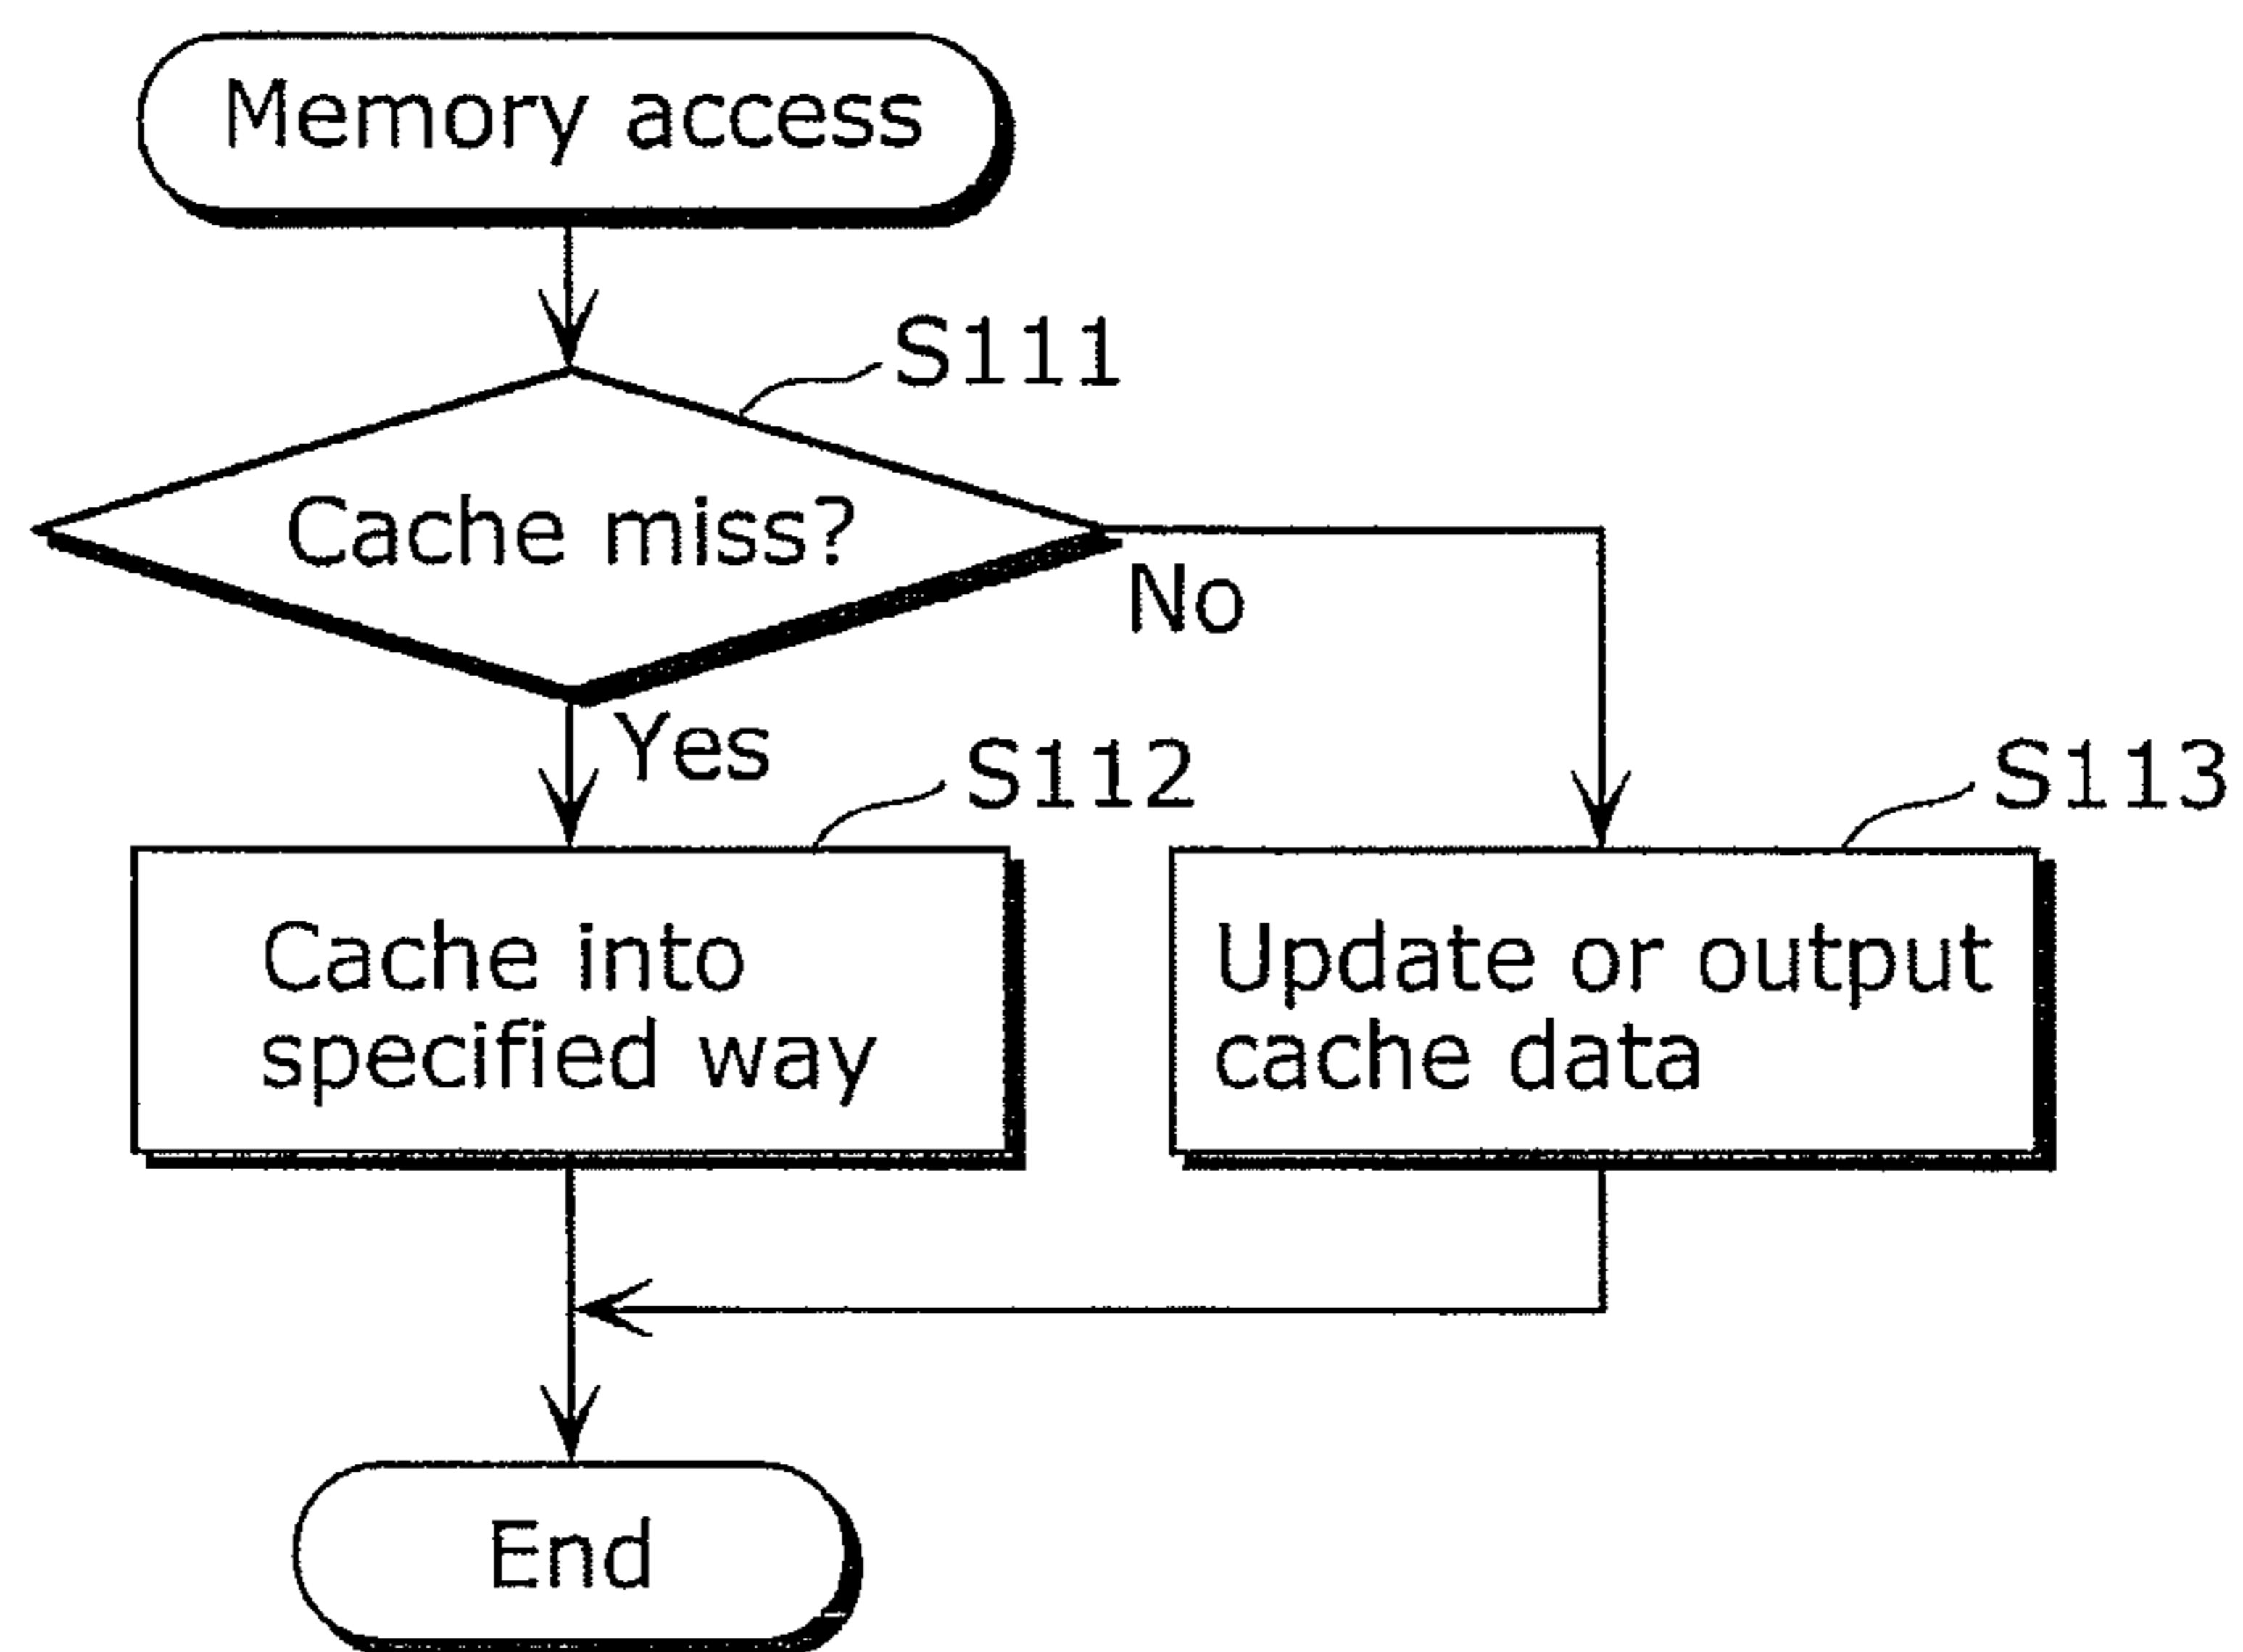 Memory access
S111
Cache miss?
No
Yes
S112
S113
Cache into
specified way
Update or output
cache data
End